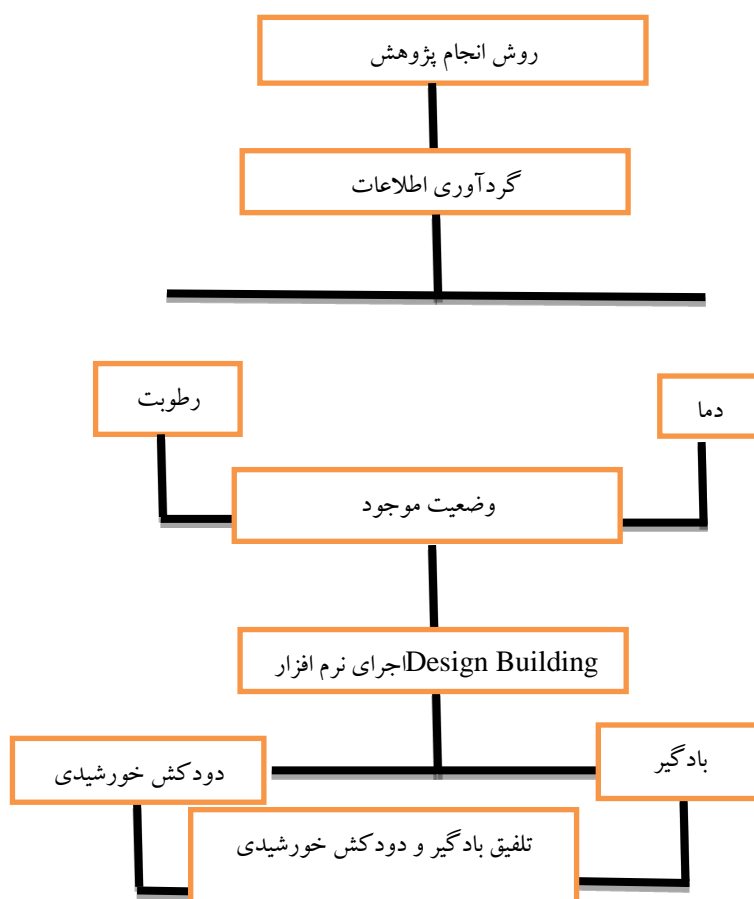 روش انجام پژوهش
گردآوری اطلاعات
دما
رطوبت
وضعیت موجود
اجرای نرم افزار Design Building
بادگیر
دودکش خورشیدی
تلفیق بادگیر و دودکش خورشیدی